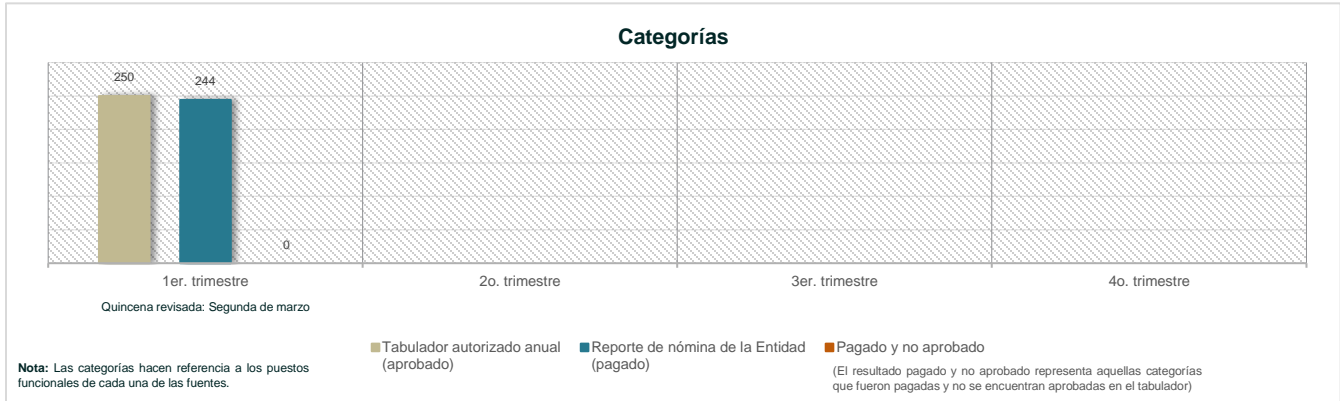 Categorías
250
244
0
1er. trimestre
2o. trimestre
3er. trimestre
4o. trimestre
Quincena revisada: Segunda de marzo
Tabulador autorizado anual
(aprobado)
Reporte de nómina de la Entidad
(pagado)
Pagado y no aprobado
(El resultado pagado y no aprobado representa aquellas categorías
que fueron pagadas y no se encuentran aprobadas en el tabulador)
Nota: Las categorías hacen referencia a los puestos
funcionales de cada una de las fuentes.